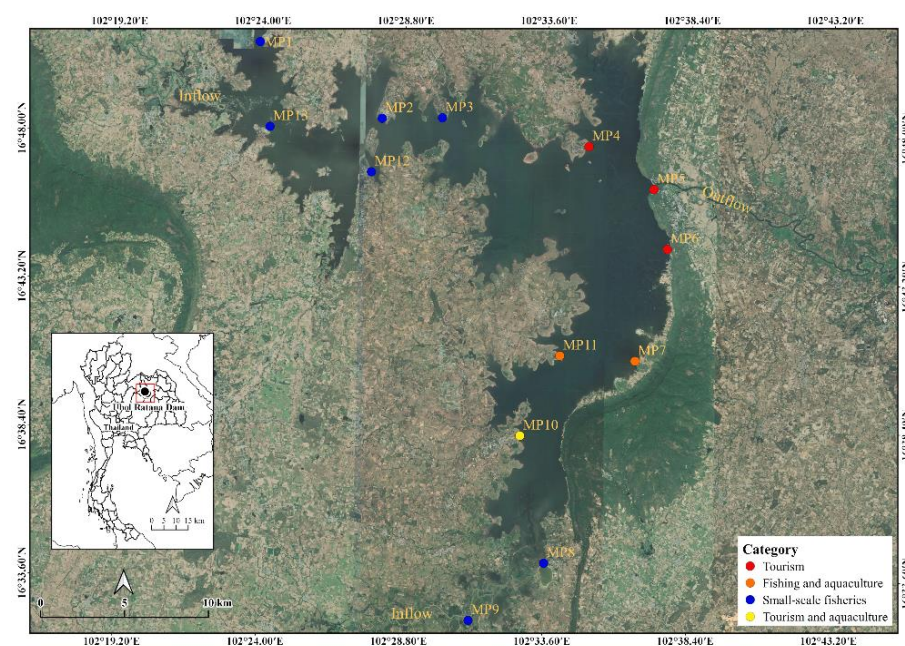 102°19.20'E 102°24.00'E 102°28.80'E 102°33.60'E 102°38.40'E 102°43.20'E
MP1
Inflow
MP13
MP2
MP3
MP4
MP12
MP5
Outflow
MP6
MP11
MP7
MP10
MP8
MP9
Inflow
16°48.00'N
16°43.20'N
16°38.40'N
16°33.60'N
Ubol Ratana Dam
Thailand
0 5 10 15 km
0 5 10 km
Category
Tourism
Fishing and aquaculture
Small-scale fisheries
Tourism and aquaculture
102°19.20'E 102°24.00'E 102°28.80'E 102°33.60'E 102°38.40'E 102°43.20'E